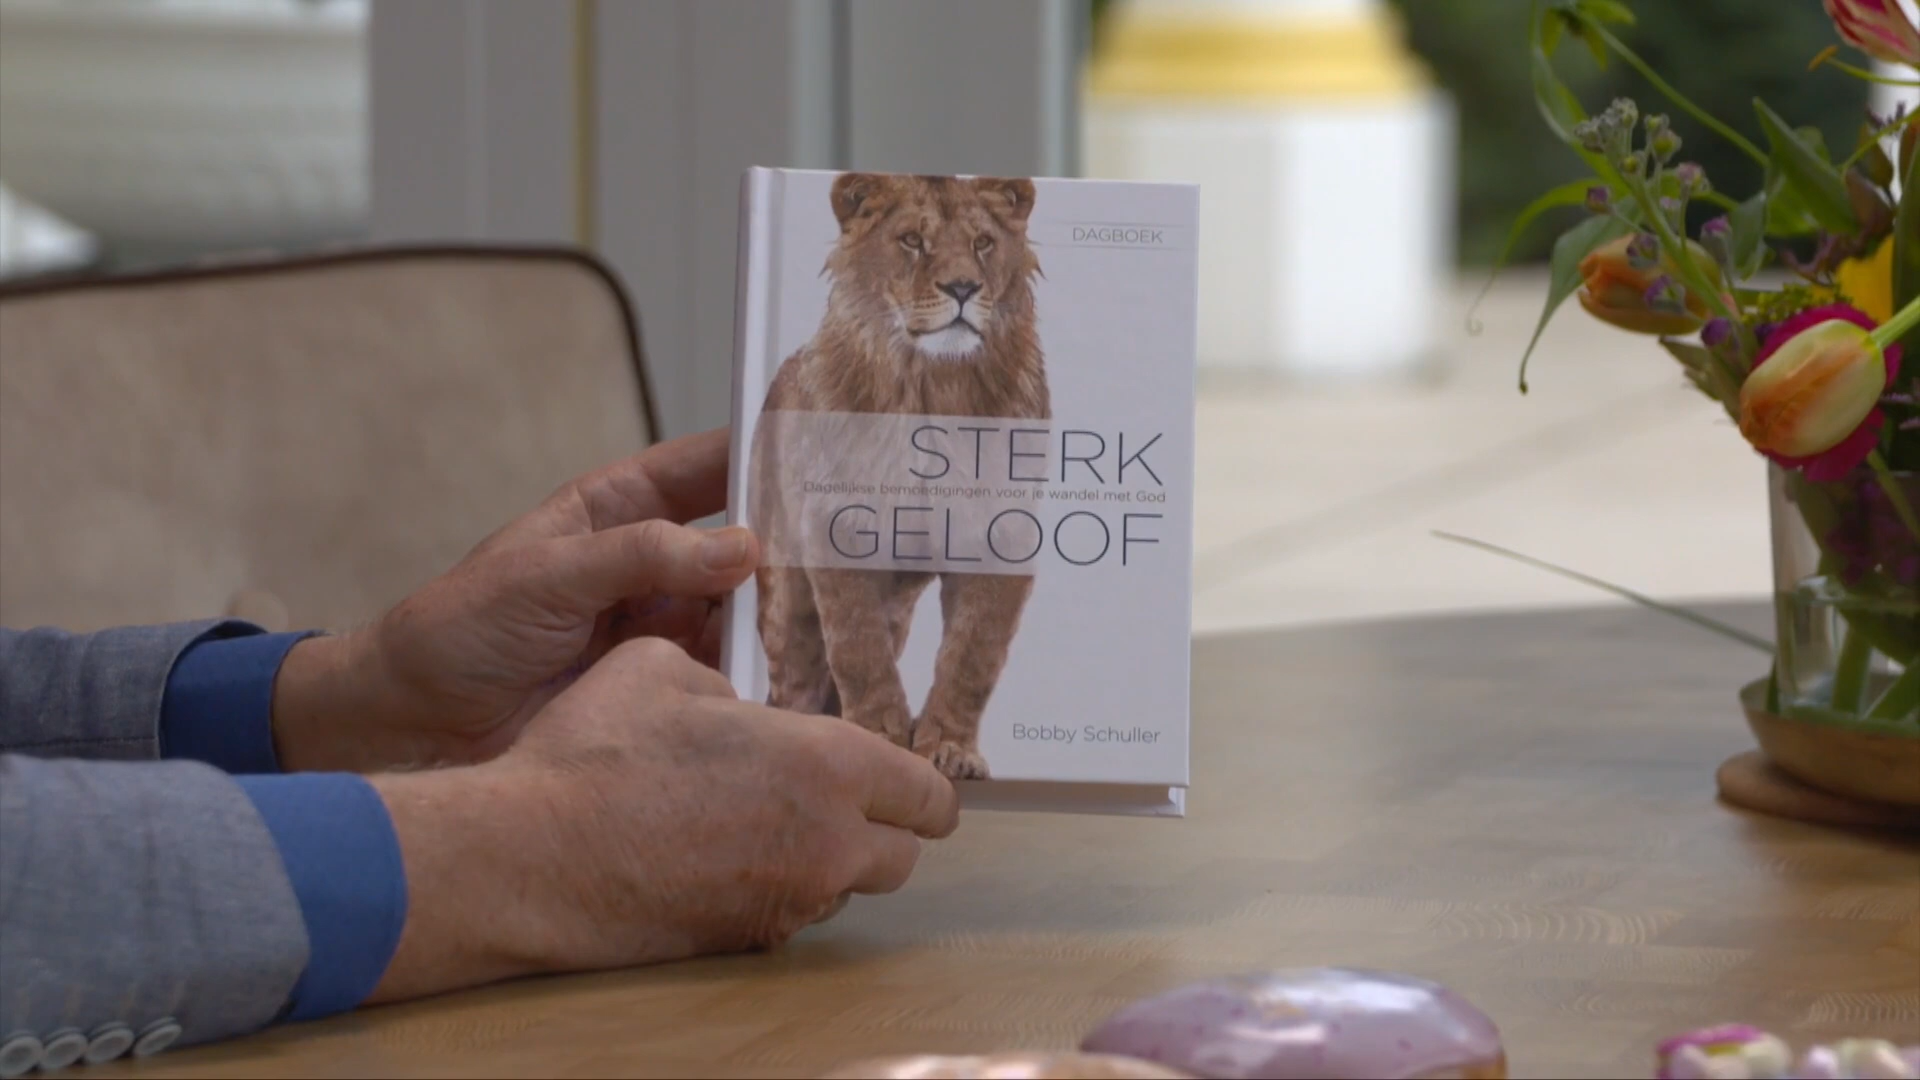 DAGBOEK
STERK
Dagelijkse bemoedigingen voor je wandel met God
GELOOF
Bobby Schuller